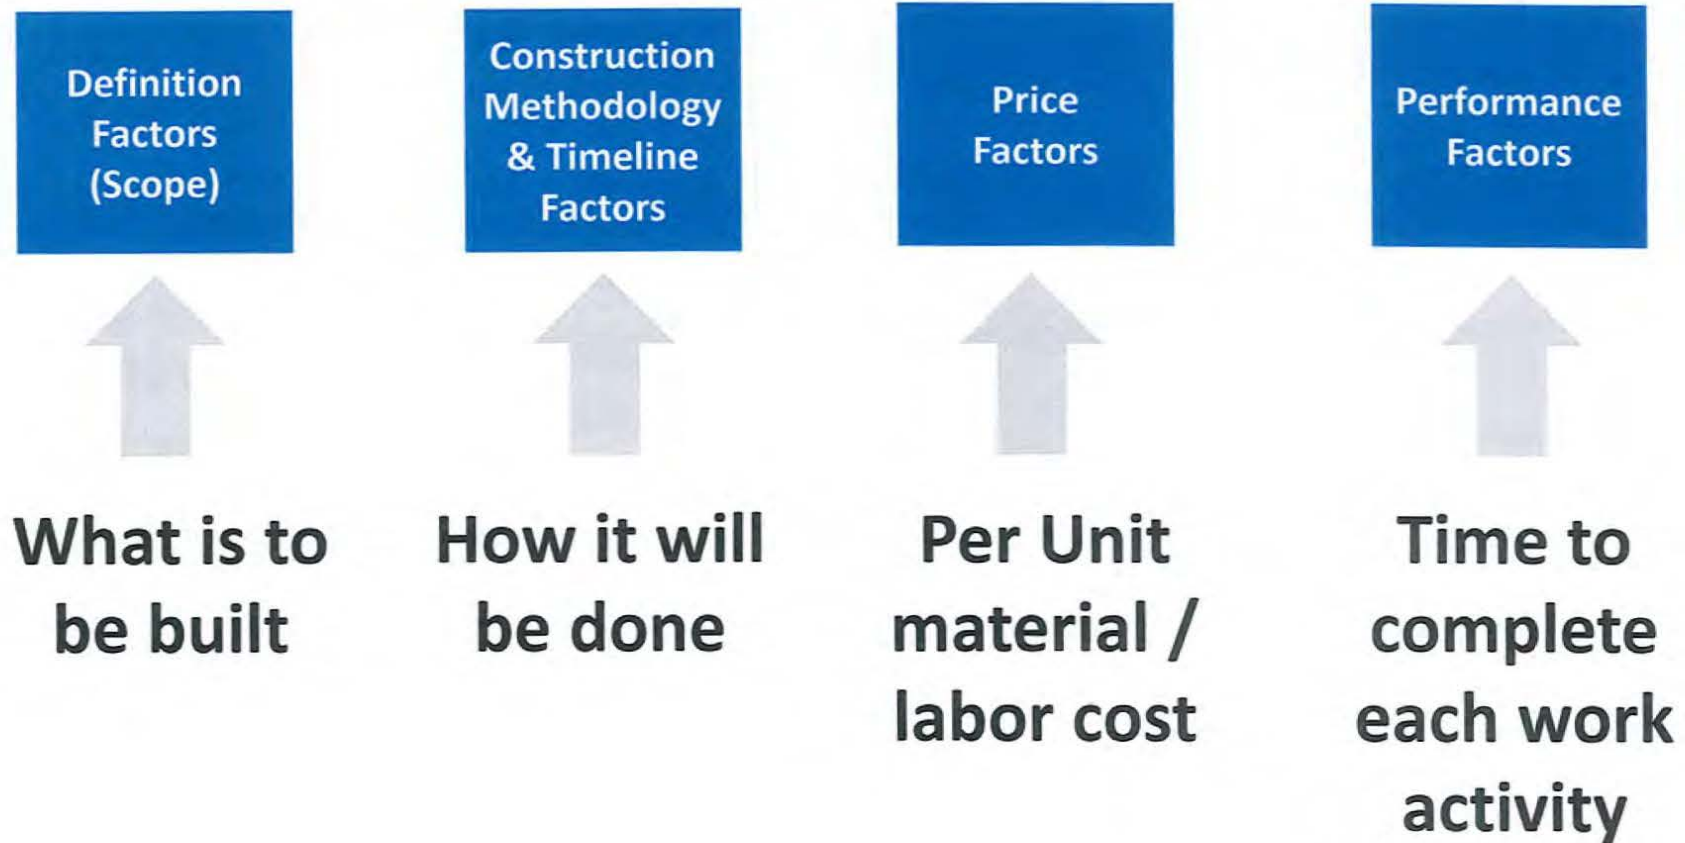 Definition
Factors
(Scope)
Construction
Methodology
& Timeline
Factors
Price
Factors
Performance
Factors
What is to
be built
How it will
be done
Per Unit
material /
labor cost
Time to
complete
each work
activity